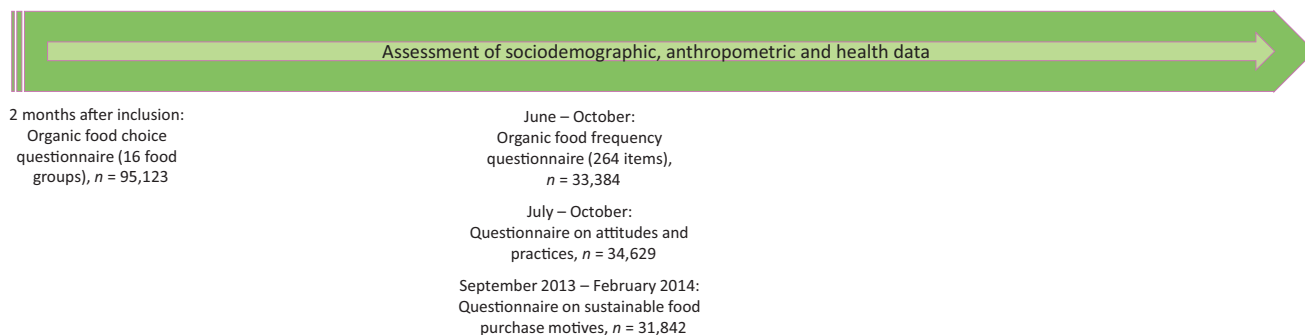 Assessment of sociodemographic, anthropometric and health data
2 months after inclusion:
Organic food choice
questionnaire (16 food
groups), n = 95,123
June – October:
Organic food frequency
questionnaire (264 items),
n = 33,384
July – October:
Questionnaire on attitudes and
practices, n = 34,629
September 2013 – February 2014:
Questionnaire on sustainable food
purchase motives, n = 31,842